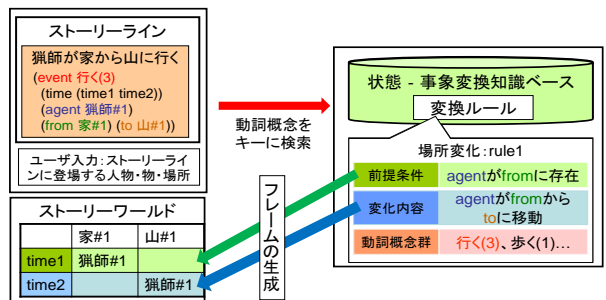 ストーリーライン
猟師が家から山に行く
(event 行く(3)
(time (time1 time2))
(agent 猟師#1)
(from 家#1) (to 山#1))
ユーザ入力：ストーリーライ
ンに登場する人物・物・場所
ストーリーワールド
家#1 山#1
time1 猟師#1
time2 猟師#1
動詞概念を
キーに検索
フレームの生成
状態 - 事象変換知識ベース
変換ルール
場所変化：rule1
前提条件 agentがfromに存在
変化内容 agentがfromから
toに移動
動詞概念群 行く(3)、歩く(1)…